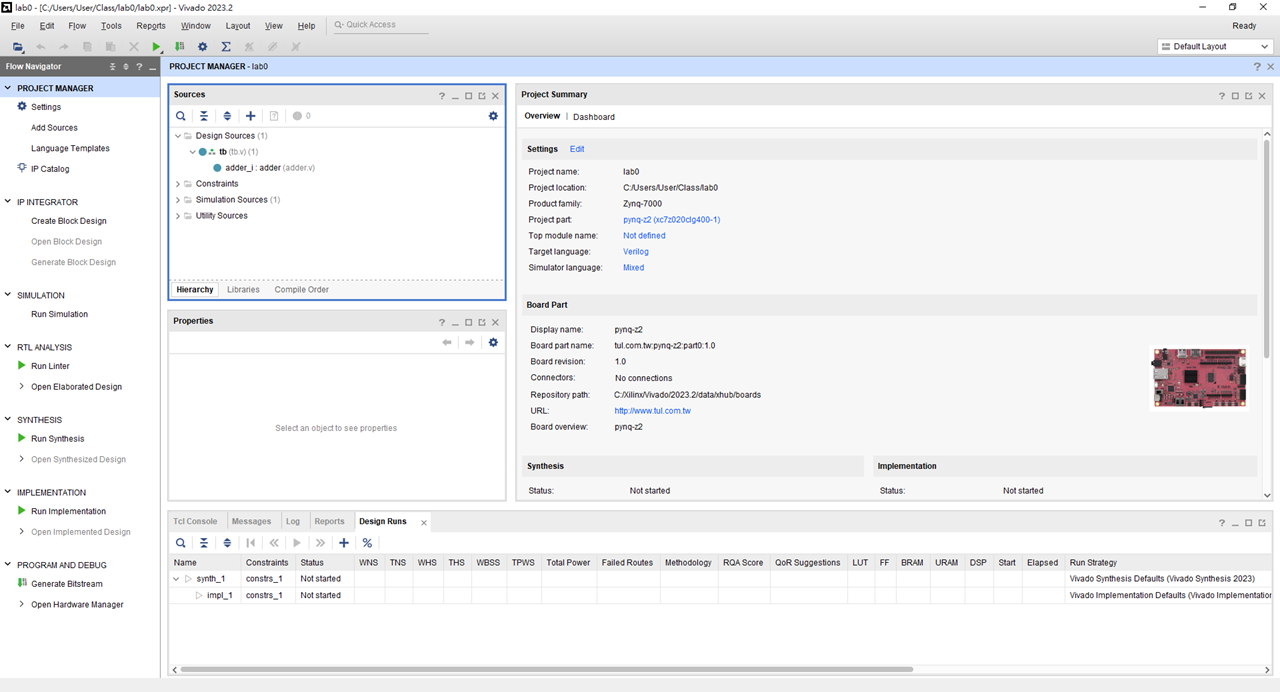 lab0 - [C:/Users/User/Class/lab0/lab0.xpr] - Vivado 2023.2
File Edit Flow Tools Reports Window Layout View Help Q- Quick Access Ready
Default Layout
Flow Navigator
PROJECT MANAGER
Settings
Add Sources
Language Templates
IP Catalog
IP INTEGRATOR
Create Block Design
Open Block Design
Generate Block Design
SIMULATION
Run Simulation
RTL ANALYSIS
Run Linter
Open Elaborated Design
SYNTHESIS
Run Synthesis
Open Synthesized Design
IMPLEMENTATION
Run Implementation
Open Implemented Design
PROGRAM AND DEBUG
Generate Bitstream
Open Hardware Manager
PROJECT MANAGER - lab0
Sources
0
Design Sources (1)
tb (tb.v) (1)
adder_i : adder (adder.v)
Constraints
Simulation Sources (1)
Utility Sources
Hierarchy Libraries Compile Order
Properties
Select an object to see properties
Project Summary
Overview | Dashboard
Settings Edit
Project name: lab0
Project location: C:/Users/User/Class/lab0
Product family: Zynq-7000
Project part: pynq-z2 (xc7z020clg400-1)
Top module name: Not defined
Target language: Verilog
Simulator language: Mixed
Board Part
Display name: pynq-z2
Board part name: tul.com.tw:pynq-z2:part0:1.0
Board revision: 1.0
Connectors: No connections
Repository path: C:/Xilinx/Vivado/2023.2/data/xhub/boards
URL: http://www.tul.com.tw
Board overview: pynq-z2
Synthesis Implementation
Status: Not started Status: Not started
Tcl Console Messages Log Reports Design Runs
Name Constraints Status WNS TNS WHS THS WBSS TPWS Total Power Failed Routes Methodology RQA Score QoR Suggestions LUT FF BRAM URAM DSP Start Elapsed Run Strategy
synth_1 constrs_1 Not started Vivado Synthesis Defaults (Vivado Synthesis 2023)
impl_1 constrs_1 Not started Vivado Implementation Defaults (Vivado Implementation